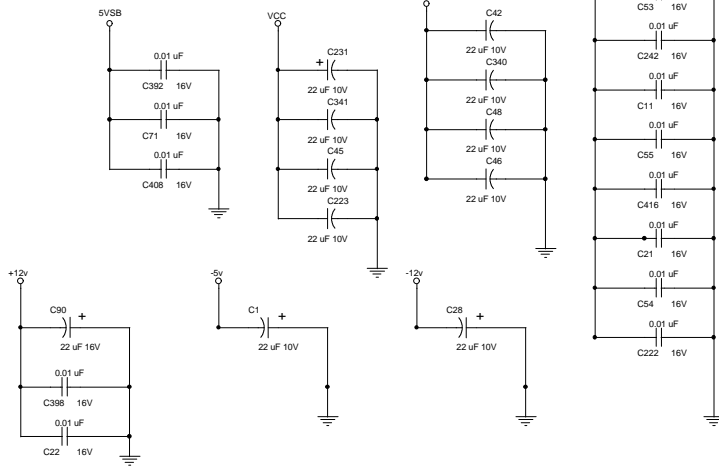 5VSB
0.01 uF
C392 16V
0.01 uF
C71 16V
0.01 uF
C408 16V
VCC
C231
+
22 uF 10V
C341
22 uF 10V
C45
22 uF 10V
C223
22 uF 10V
C42
22 uF 10V
C340
22 uF 10V
C48
22 uF 10V
C46
22 uF 10V
C53 16V
0.01 uF
C242 16V
0.01 uF
C11 16V
0.01 uF
C55 16V
0.01 uF
C416 16V
0.01 uF
C21 16V
0.01 uF
C54 16V
0.01 uF
C222 16V
+12v
C90 +
22 uF 16V
0.01 uF
C398 16V
0.01 uF
C22 16V
-5v
C1 +
22 uF 10V
-12v
C28 +
22 uF 10V